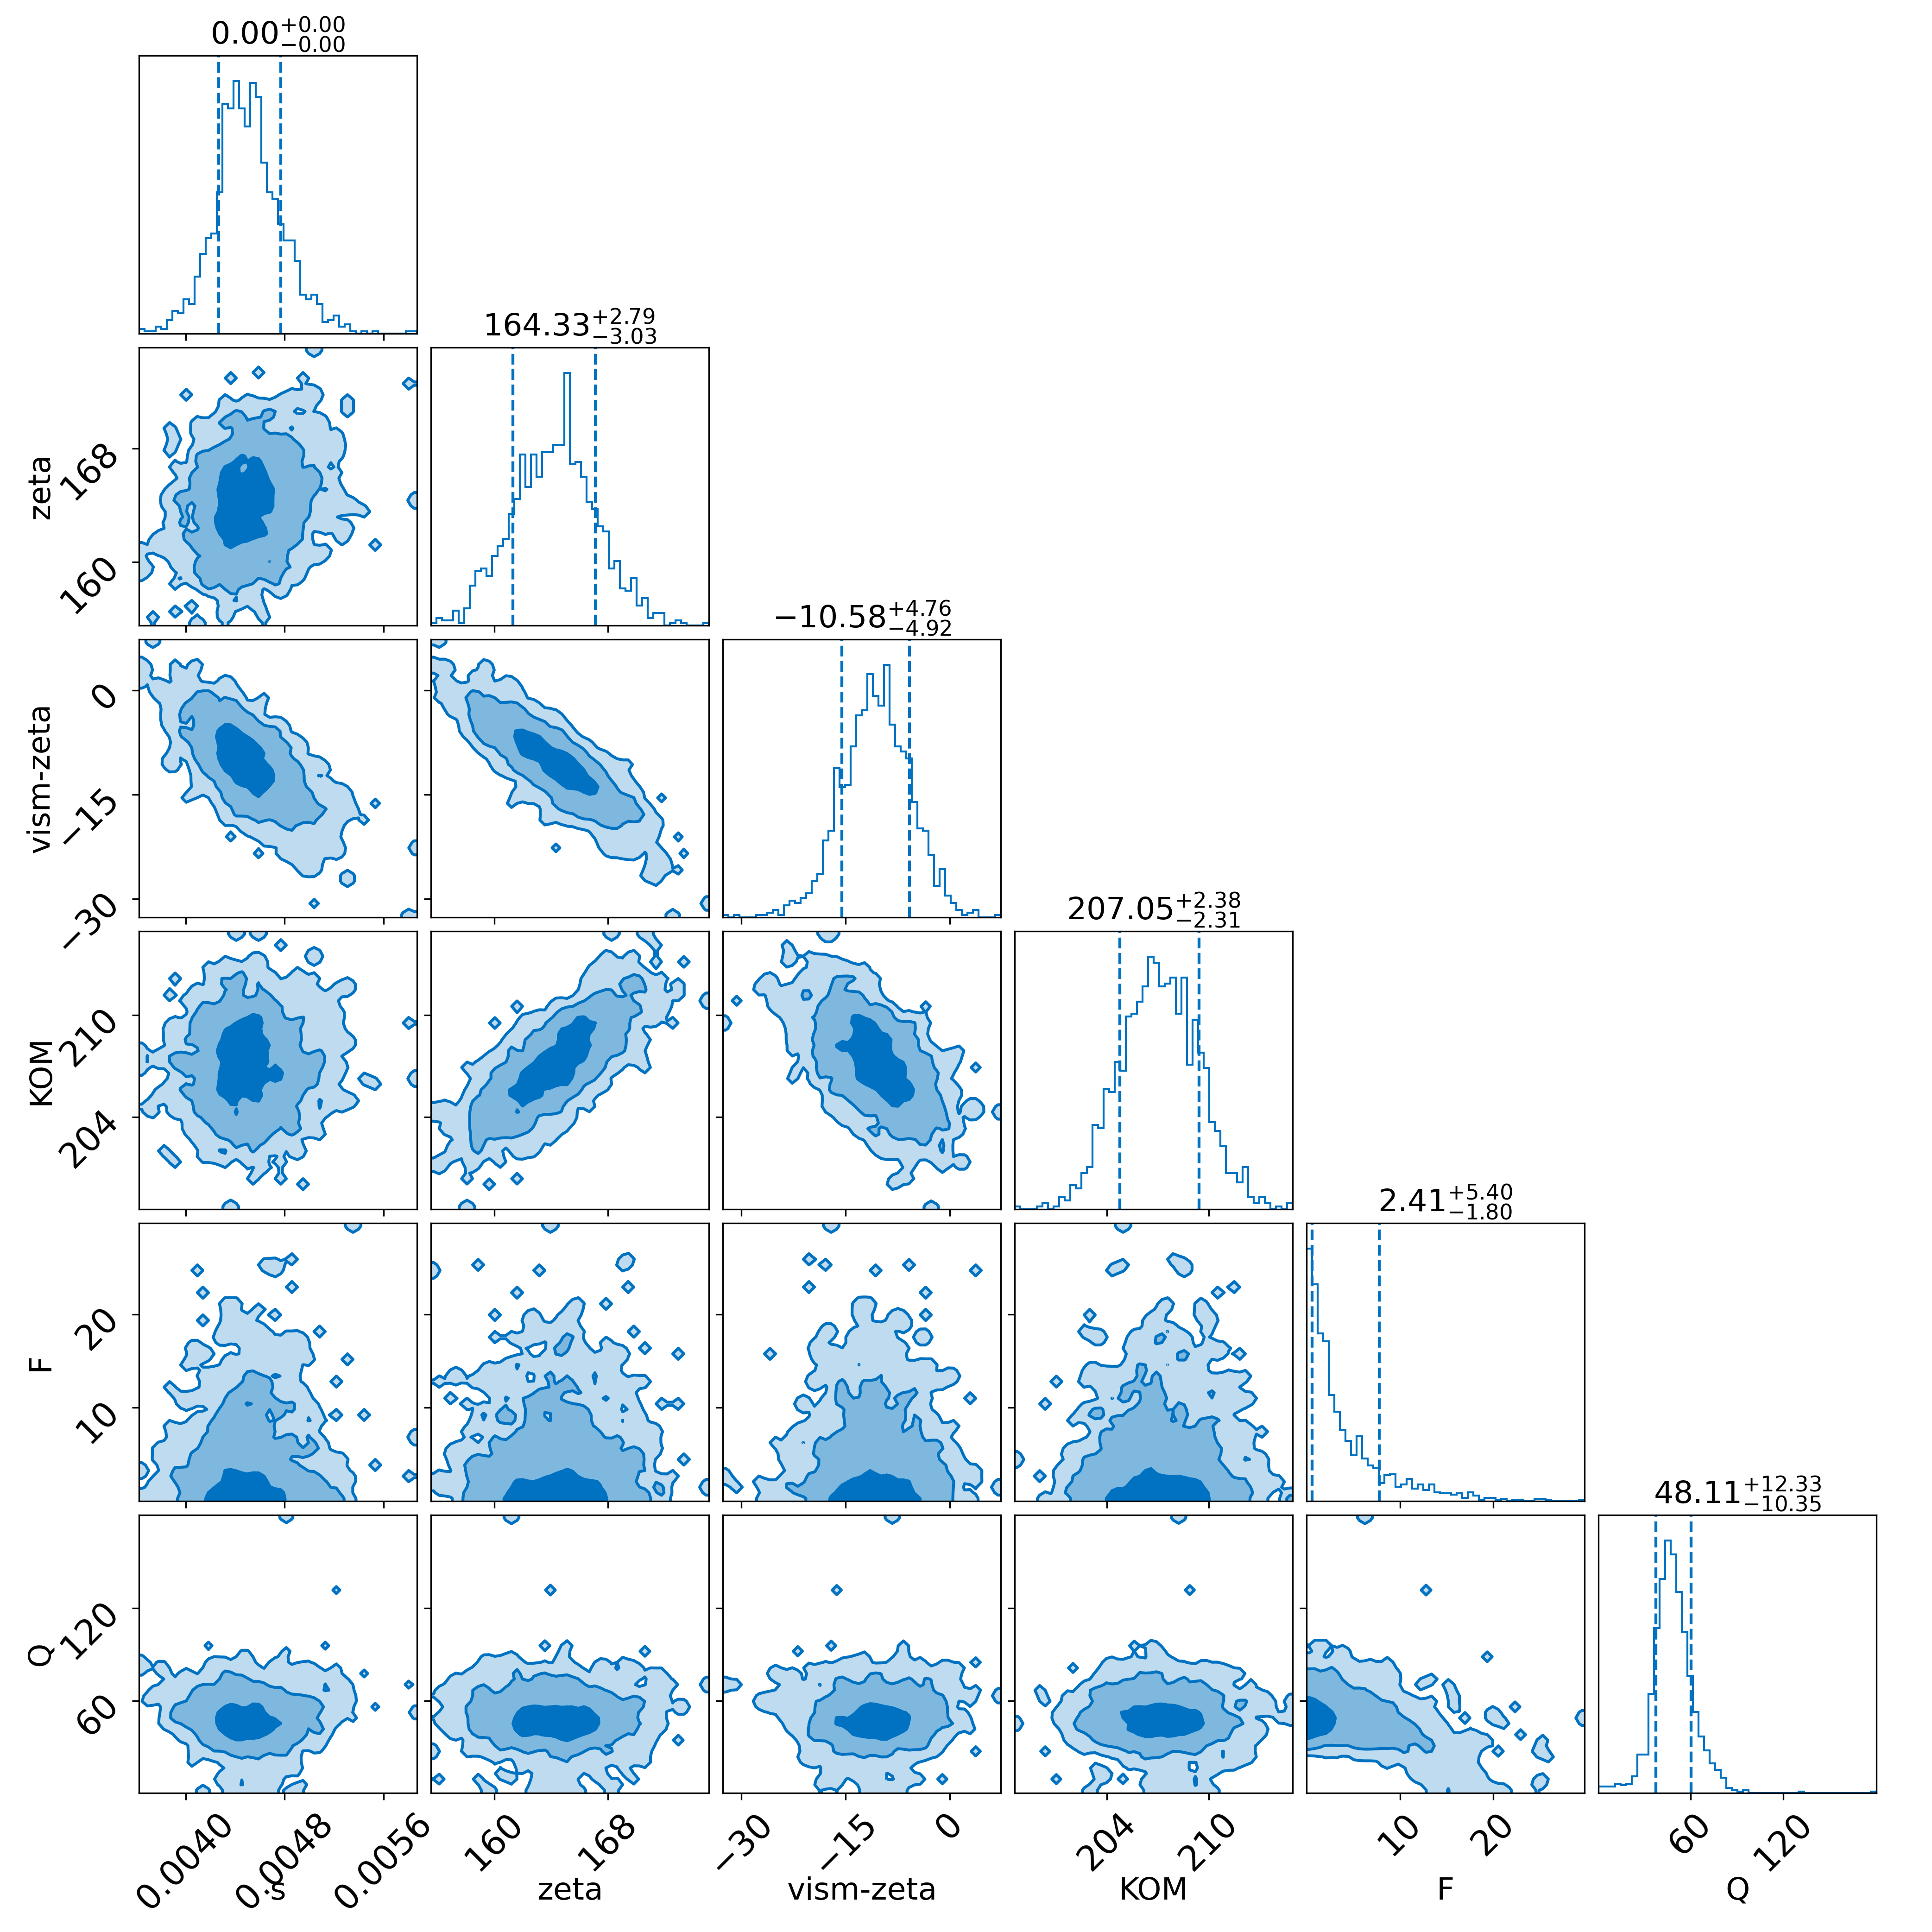 0.00+0.00−0.00
164.33+2.79−3.03
zeta
168
160
−10.58+4.76−4.92
vism-zeta
0
−15
−30
207.05+2.38−2.31
KOM
210
204
2.41+5.40−1.80
F
20
10
48.11+12.33−10.35
Q
120
60
0.0040 0.0048 0.0056 160 168 −30 −15 0 204 210 10 20 60 120
s zeta vism-zeta KOM F Q